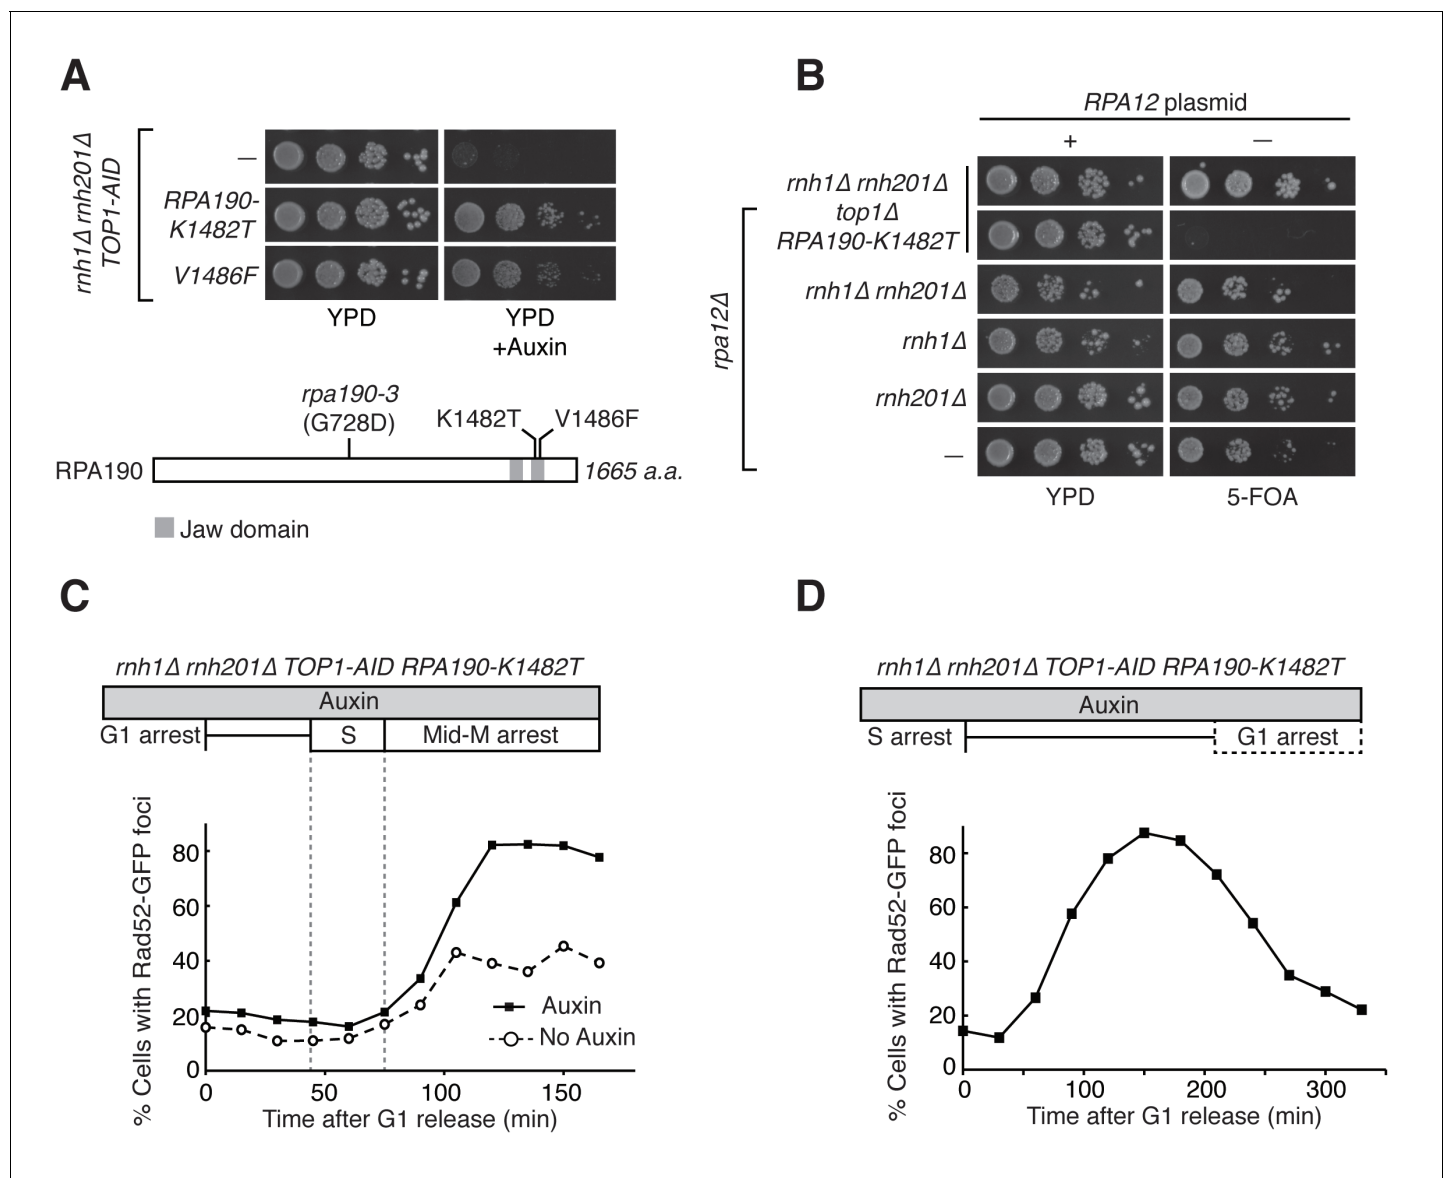 A
rnh1Δ rnh201Δ
TOP1-AID
—
RPA190-
K1482T
V1486F
YPD
YPD
+Auxin
rpa190-3
(G728D)
K1482T
V1486F
RPA190
1665 a.a.
Jaw domain
B
RPA12 plasmid
+
—
rnh1Δ rnh201Δ
top1Δ
RPA190-K1482T
rpa12Δ
rnh1Δ rnh201Δ
rnh1Δ
rnh201Δ
—
YPD
5-FOA
C
rnh1Δ rnh201Δ TOP1-AID RPA190-K1482T
Auxin
G1 arrest
S
Mid-M arrest
% Cells with Rad52-GFP foci
80
60
40
20
0
Auxin
No Auxin
0
50
100
150
Time after G1 release (min)
D
rnh1Δ rnh201Δ TOP1-AID RPA190-K1482T
Auxin
S arrest
G1 arrest
% Cells with Rad52-GFP foci
80
60
40
20
0
0
100
200
300
Time after G1 release (min)